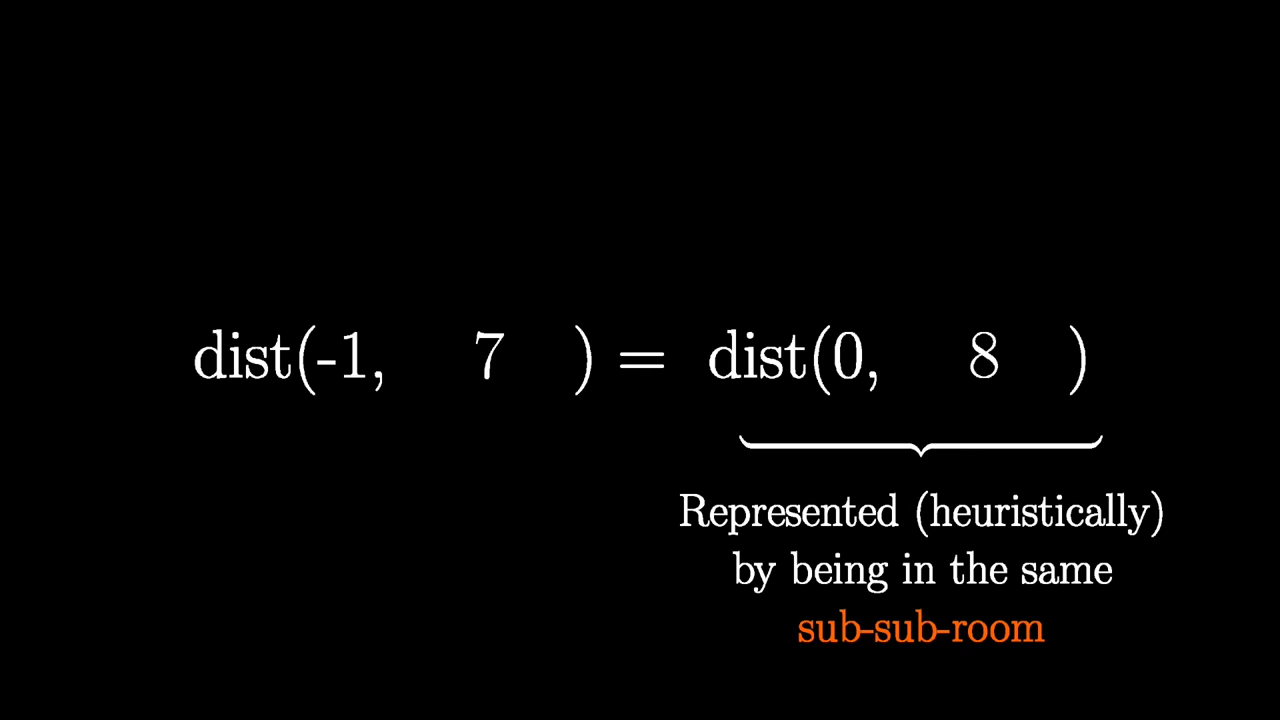 dist(-1, 7 ) = dist(0, 8 )
Represented (heuristically)
by being in the same
sub-sub-room